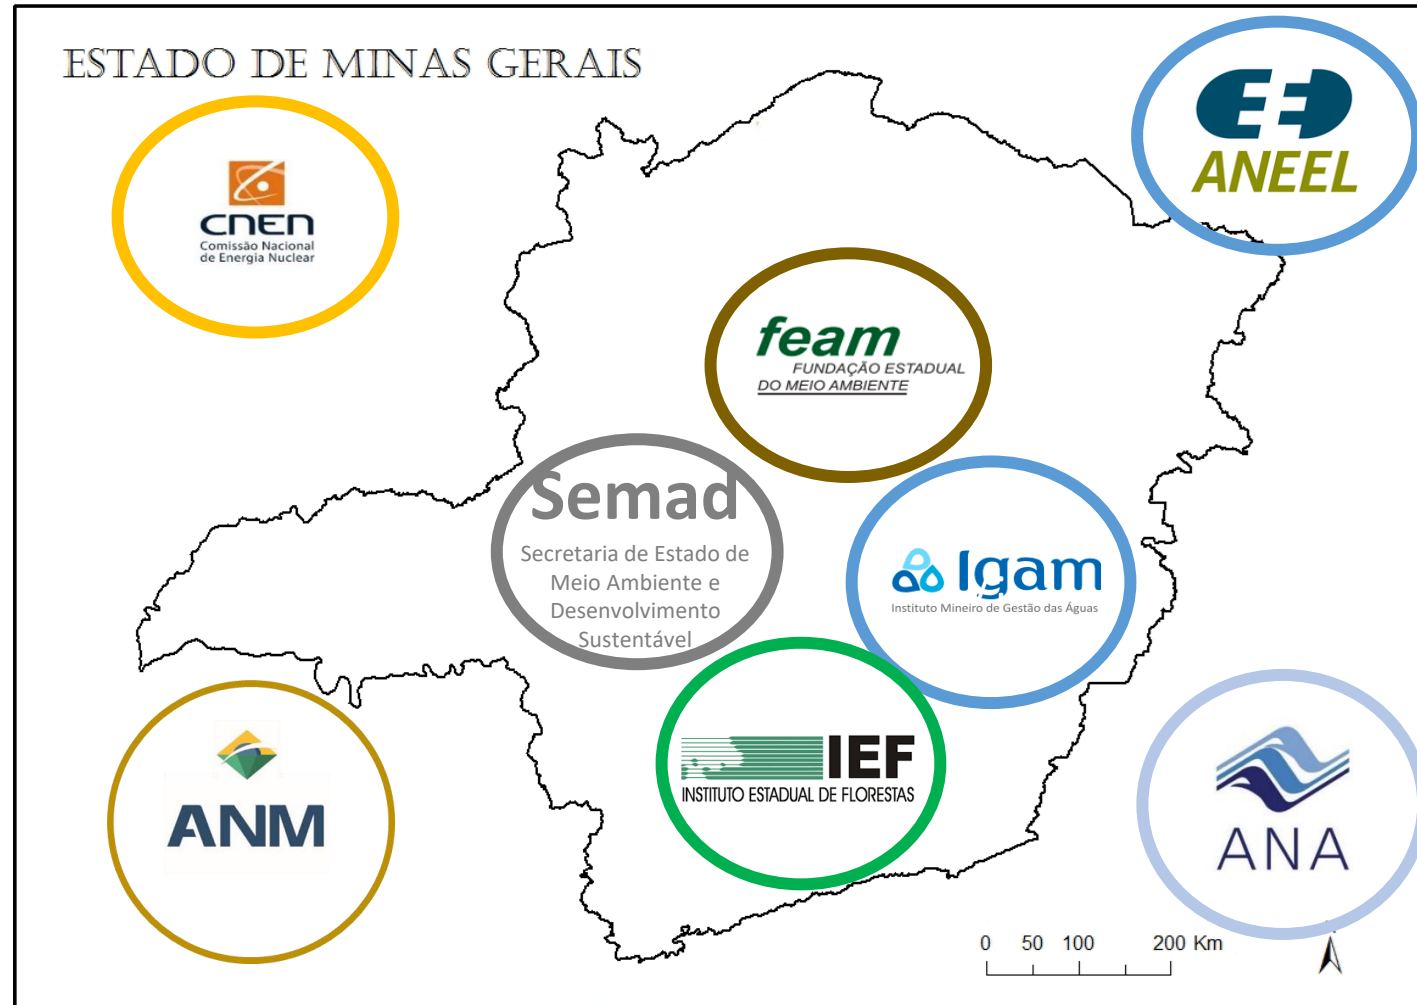 ESTADO DE MINAS GERAIS
ANEEL
CNEN
Comissão Nacional
de Energia Nuclear
feam
FUNDAÇÃO ESTADUAL
DO MEIO AMBIENTE
Semad
Secretaria de Estado de
Meio Ambiente e
Desenvolvimento
Sustentável
Igam
Instituto Mineiro de Gestão das Águas
IEF
INSTITUTO ESTADUAL DE FLORESTAS
ANM
ANA
0 50 100 200 Km